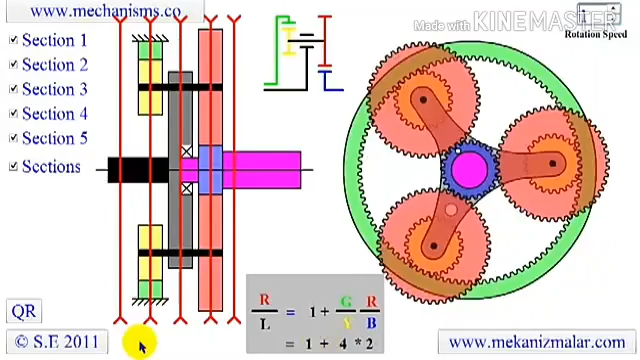 www.mechanisms.co
Made with KINEMASTER
1
Rotation Speed
Section 1
Section 2
Section 3
Section 4
Section 5
Sections
QR
© S.E 2011
R = 1 + G R
L Y B
= 1 + 4 * 2
www.mekanizmalar.com